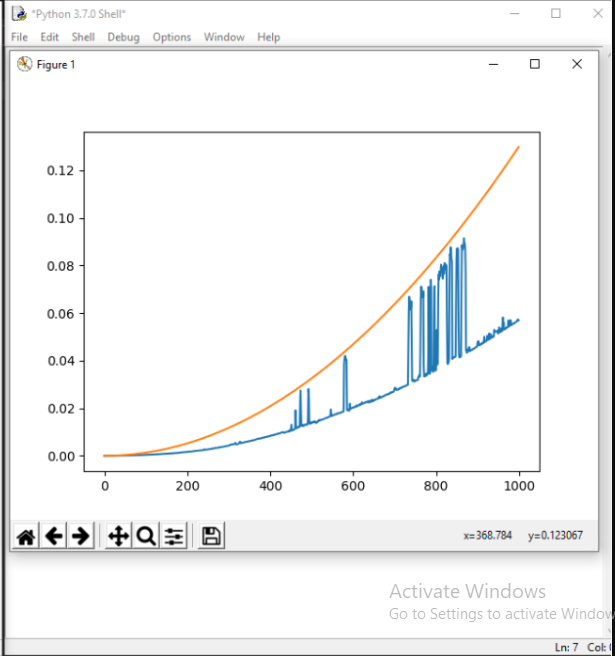 *Python 3.7.0 Shell*
File Edit Shell Debug Options Window Help
Figure 1
0.12
0.10
0.08
0.06
0.04
0.02
0.00
0 200 400 600 800 1000
x=368.784 y=0.123067
Activate Windows
Go to Settings to activate Window
Ln: 7 Col: